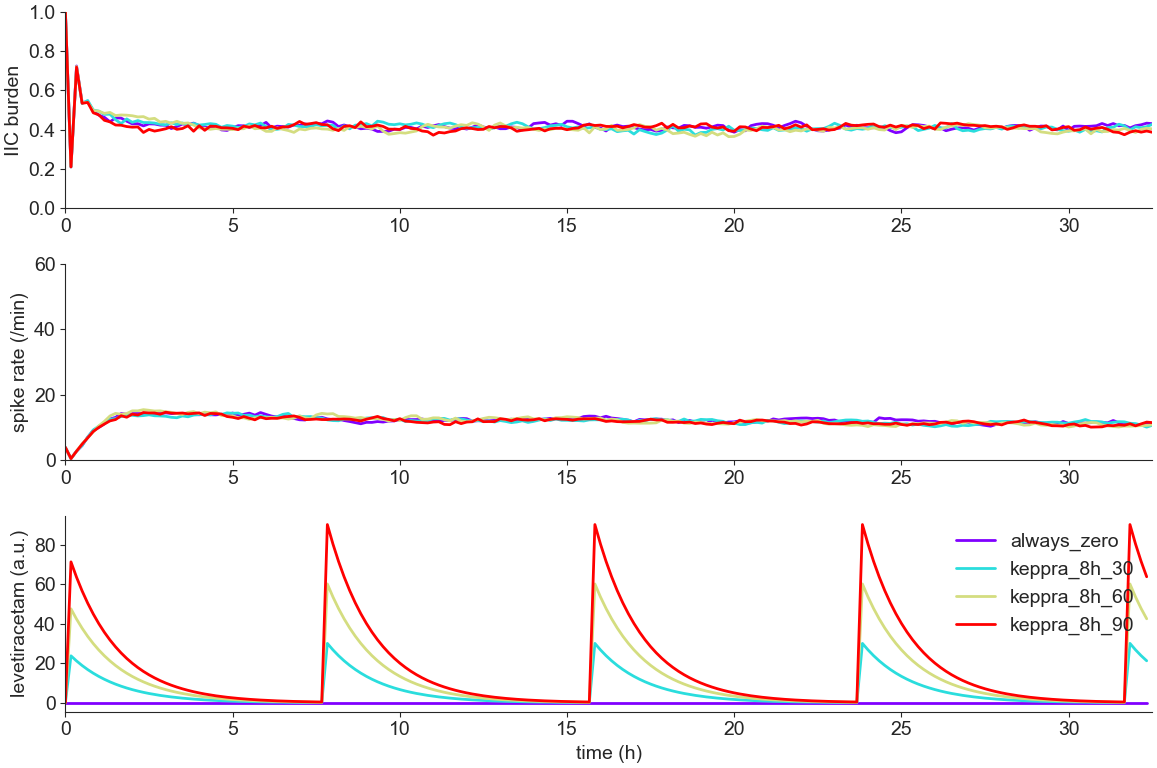 IIC burden
1.0
0.8
0.6
0.4
0.2
0.0
0 5 10 15 20 25 30
spike rate (/min)
60
40
20
0
0 5 10 15 20 25 30
levetiracetam (a.u.)
80
60
40
20
0
always_zero
keppra_8h_30
keppra_8h_60
keppra_8h_90
0 5 10 15 20 25 30
time (h)